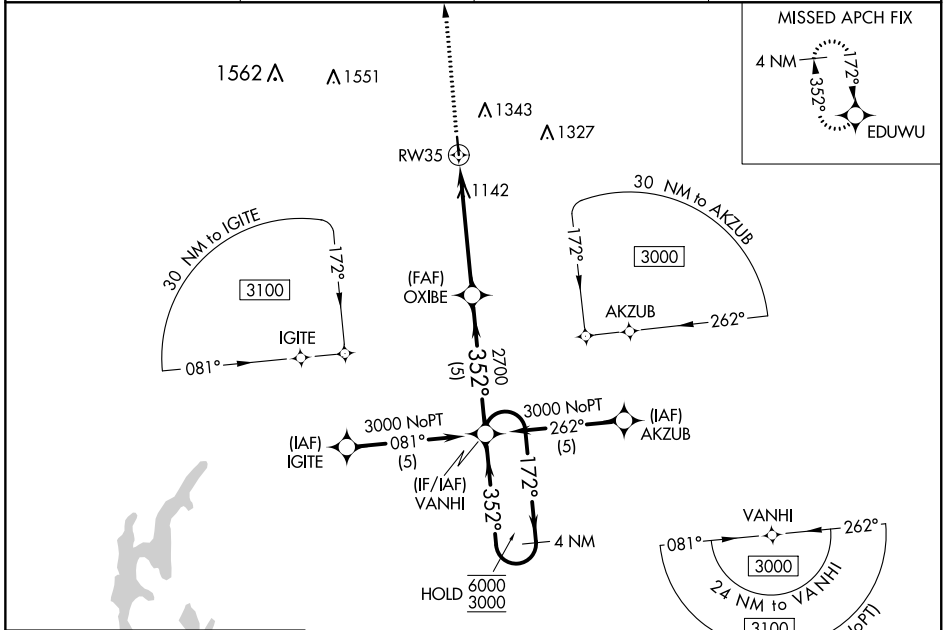 MISSED APCH FIX
4 NM
172°
352°
EDUWU
1562
1551
1343
1327
RW35
1142
30 NM to IGITE
172°
3100
IGITE
081°
30 NM to AKZUB
172°
3000
AKZUB
262°
(FAF)
OXIBE
352°
2700
(5)
3000 NoPT
081°
(5)
(IAF)
IGITE
3000 NoPT
262°
(5)
(IAF)
AKZUB
(IF/IAF)
VANHI
352°
172°
4 NM
HOLD 6000
3000
VANHI
081°
262°
3000
24 NM to VANHI
3100
NoPT)